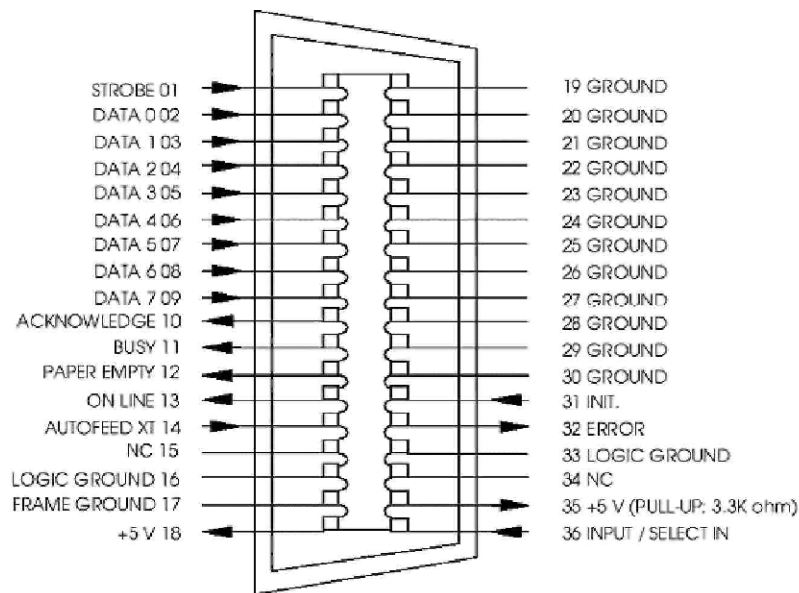 STROBE 01
DATA 0 02
DATA 1 03
DATA 2 04
DATA 3 05
DATA 4 06
DATA 5 07
DATA 6 08
DATA 7 09
ACKNOWLEDGE 10
BUSY 11
PAPER EMPTY 12
ON LINE 13
AUTOFEED XT 14
NC 15
LOGIC GROUND 16
FRAME GROUND 17
+5 V 18
19 GROUND
20 GROUND
21 GROUND
22 GROUND
23 GROUND
24 GROUND
25 GROUND
26 GROUND
27 GROUND
28 GROUND
29 GROUND
30 GROUND
31 INIT.
32 ERROR
33 LOGIC GROUND
34 NC
35 +5 V (PULL-UP: 3.3K ohm)
36 INPUT / SELECT IN